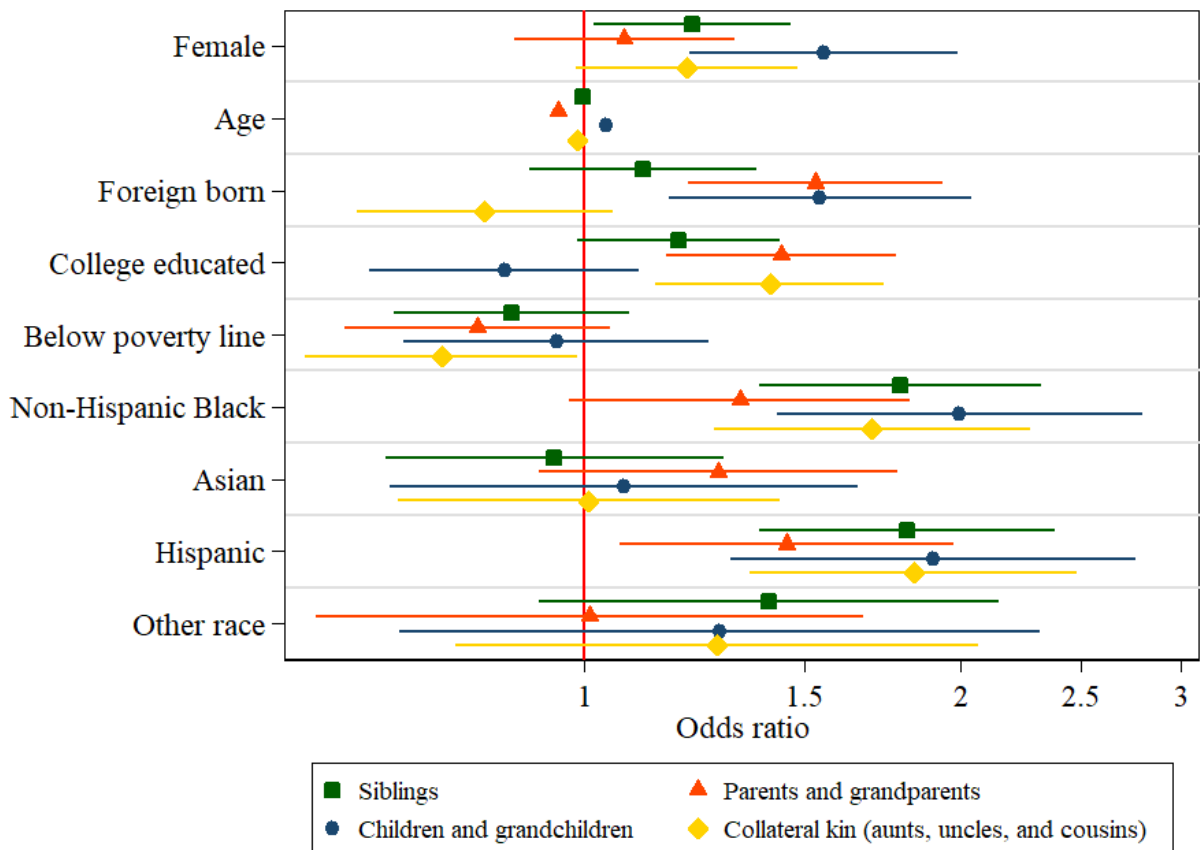 Female
Age
Foreign born
College educated
Below poverty line
Non-Hispanic Black
Asian
Hispanic
Other race
1 1.5 2 2.5 3
Odds ratio
Siblings Parents and grandparents
Children and grandchildren Collateral kin (aunts, uncles, and cousins)